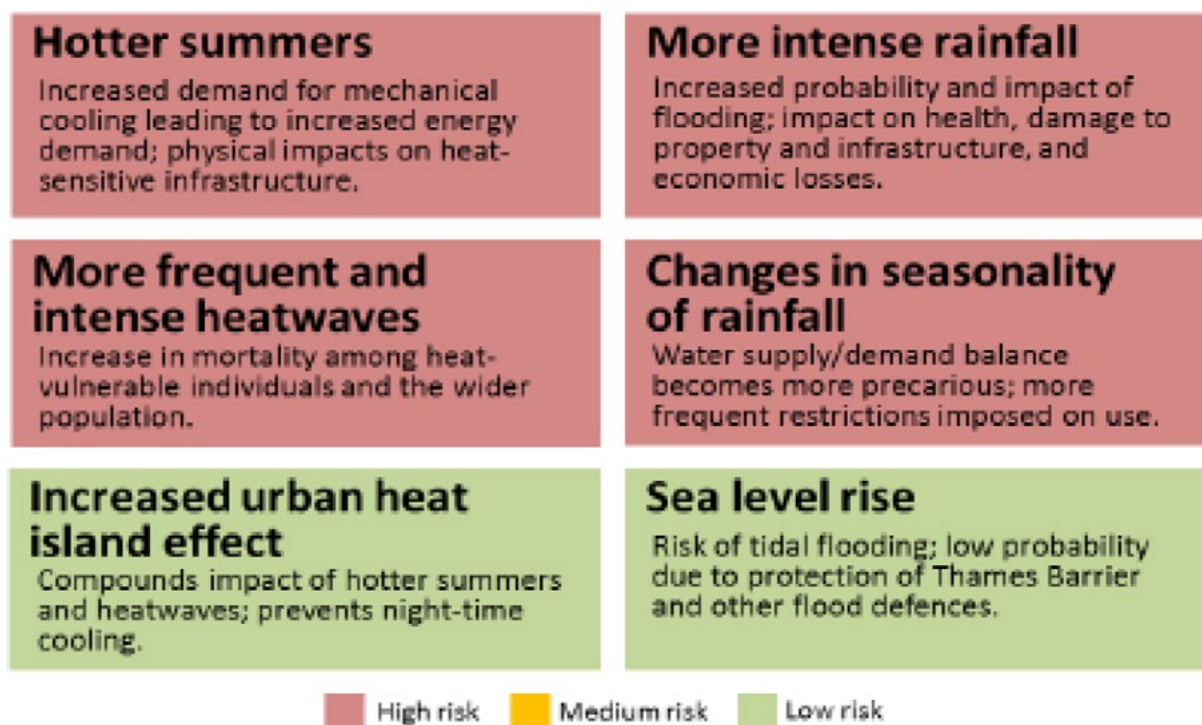 Hotter summers
Increased demand for mechanical
cooling leading to increased energy
demand; physical impacts on heat-
sensitive infrastructure.
More intense rainfall
Increased probability and impact of
flooding; impact on health, damage to
property and infrastructure, and
economic losses.
More frequent and
intense heatwaves
Increase in mortality among heat-
vulnerable individuals and the wider
population.
Changes in seasonality
of rainfall
Water supply/demand balance
becomes more precarious; more
frequent restrictions imposed on use.
Increased urban heat
island effect
Compounds impact of hotter summers
and heatwaves; prevents night-time
cooling.
Sea level rise
Risk of tidal flooding; low probability
due to protection of Thames Barrier
and other flood defences.
High risk
Medium risk
Low risk